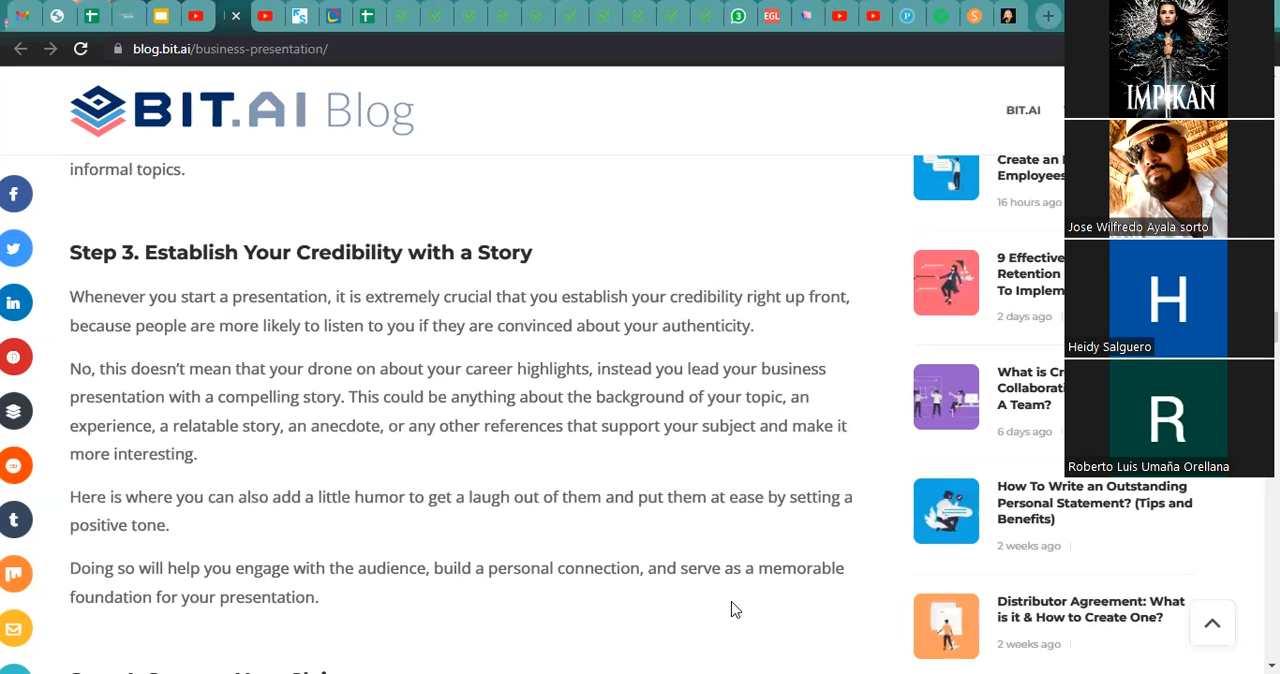 blog.bit.ai/business-presentation/
3
EGL
BIT.AI Blog
BIT.AI
informal topics.
Step 3. Establish Your Credibility with a Story
Whenever you start a presentation, it is extremely crucial that you establish your credibility right up front,
because people are more likely to listen to you if they are convinced about your authenticity.
No, this doesn't mean that your drone on about your career highlights, instead you lead your business
presentation with a compelling story. This could be anything about the background of your topic, an
experience, a relatable story, an anecdote, or any other references that support your subject and make it
more interesting.
Here is where you can also add a little humor to get a laugh out of them and put them at ease by setting a
positive tone.
Doing so will help you engage with the audience, build a personal connection, and serve as a memorable
foundation for your presentation.
Create an
Employees
16 hours ago
9 Effective
Retention
To Implem
2 days ago
What is Cr
Collaborati
A Team?
6 days ago
How To Write an Outstanding
Personal Statement? (Tips and
Benefits)
2 weeks ago
Distributor Agreement: What
is it & How to Create One?
2 weeks ago
IMPIKAN
Jose Wilfredo Ayala sorto
H
Heidy Salguero
R
Roberto Luis Umaña Orellana